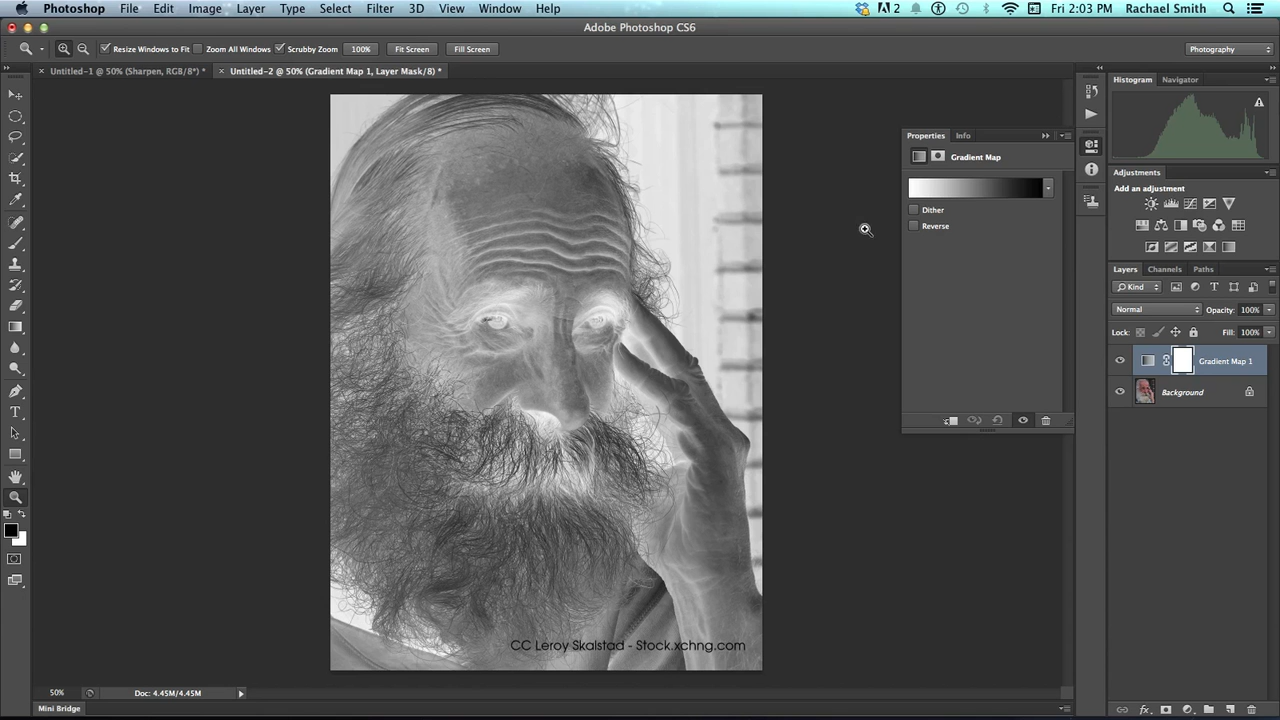 Photoshop File Edit Image Layer Type Select Filter 3D View Window Help 2 Fri 2:03 PM Rachael Smith
Adobe Photoshop CS6
Resize Windows to Fit Zoom All Windows Scrubby Zoom 100% Fit Screen Fill Screen Photography
Untitled-1 @ 50% (Sharpen, RGB/8*) * Untitled-2 @ 50% (Gradient Map 1, Layer Mask/8) *
Histogram Navigator
Properties Info
Gradient Map
Dither
Reverse
Adjustments
Add an adjustment
Layers Channels Paths
Kind
Normal Opacity: 100%
Lock: Fill: 100%
Gradient Map 1
Background
CC Leroy Skalstad - Stock.xchng.com
50% Doc: 4.45M/4.45M
Mini Bridge